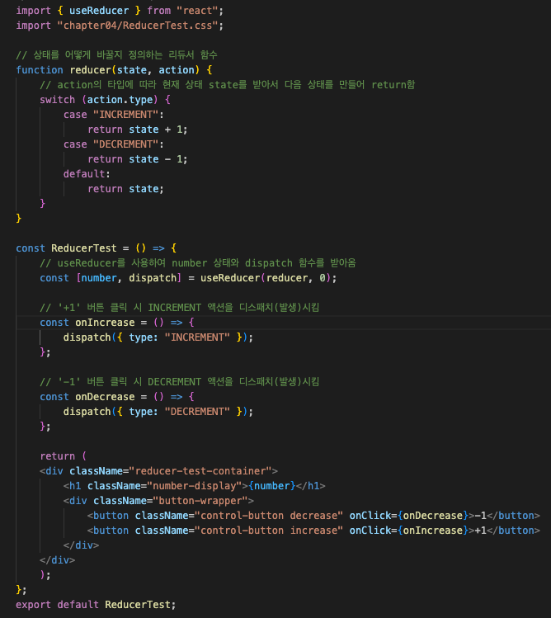 import { useReducer } from "react";
import "chapter04/ReducerTest.css";
// 상태를 어떻게 바꿀지 정의하는 리듀서 함수
function reducer(state, action) {
// action의 타입에 따라 현재 상태 state를 받아서 다음 상태를 만들어 return함
switch (action.type) {
case "INCREMENT":
return state + 1;
case "DECREMENT":
return state - 1;
default:
return state;
}
}
const ReducerTest = () => {
// useReducer를 사용하여 number 상태와 dispatch 함수를 받아옴
const [number, dispatch] = useReducer(reducer, 0);
// '+1' 버튼 클릭 시 INCREMENT 액션을 디스패치(발생)시킴
const onIncrease = () => {
dispatch({ type: "INCREMENT" });
};
// '-1' 버튼 클릭 시 DECREMENT 액션을 디스패치(발생)시킴
const onDecrease = () => {
dispatch({ type: "DECREMENT" });
};
return (
<div className="reducer-test-container">
<h1 className="number-display">{number}</h1>
<div className="button-wrapper">
<button className="control-button decrease" onClick={onDecrease}>-1</button>
<button className="control-button increase" onClick={onIncrease}>+1</button>
</div>
</div>
);
};
export default ReducerTest;